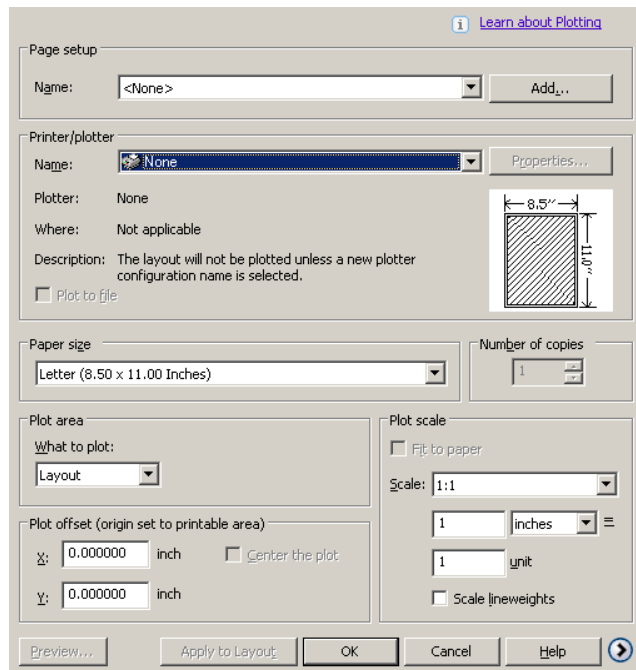 Learn about Plotting
Page setup
Name: <None> Add...
Printer/plotter
Name: None Properties...
Plotter: None
Where: Not applicable
Description: The layout will not be plotted unless a new plotter
configuration name is selected.
Plot to file
8.5''
11.0''
Paper size
Letter (8.50 x 11.00 Inches)
Number of copies
1
Plot area
What to plot:
Layout
Plot offset (origin set to printable area)
X: 0.000000 inch Center the plot
Y: 0.000000 inch
Plot scale
Fit to paper
Scale: 1:1
1 inches =
1 unit
Scale lineweights
Preview... Apply to Layout OK Cancel Help